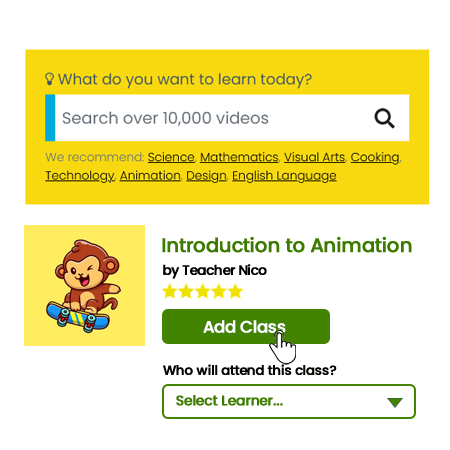 What do you want to learn today?
Search over 10,000 videos
We recommend: Science, Mathematics, Visual Arts, Cooking,
Technology, Animation, Design, English Language
Introduction to Animation
by Teacher Nico
Add Class
Who will attend this class?
Select Learner...